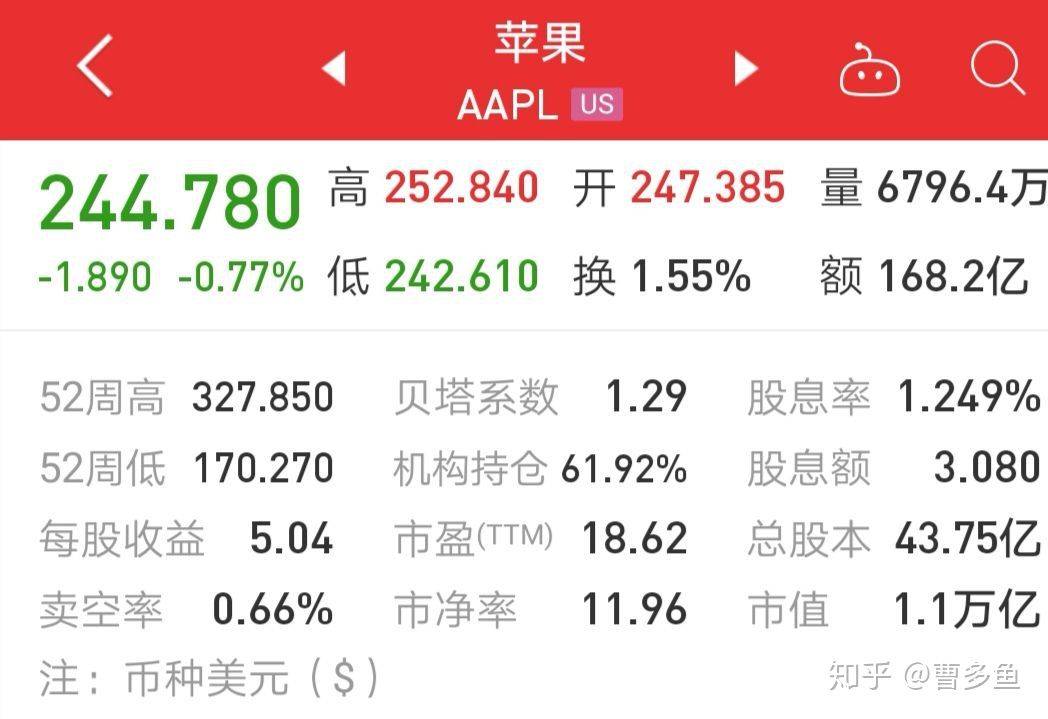 苹果
AAPL US
244.780 高 252.840 开 247.385 量 6796.4万
-1.890 -0.77% 低 242.610 换 1.55% 额 168.2亿
52周高 327.850 贝塔系数 1.29 股息率 1.249%
52周低 170.270 机构持仓 61.92% 股息额 3.080
每股收益 5.04 市盈(TTM) 18.62 总股本 43.75亿
卖空率 0.66% 市净率 11.96 市值 1.1万亿
注：币种美元（$）
知乎 @曹多鱼